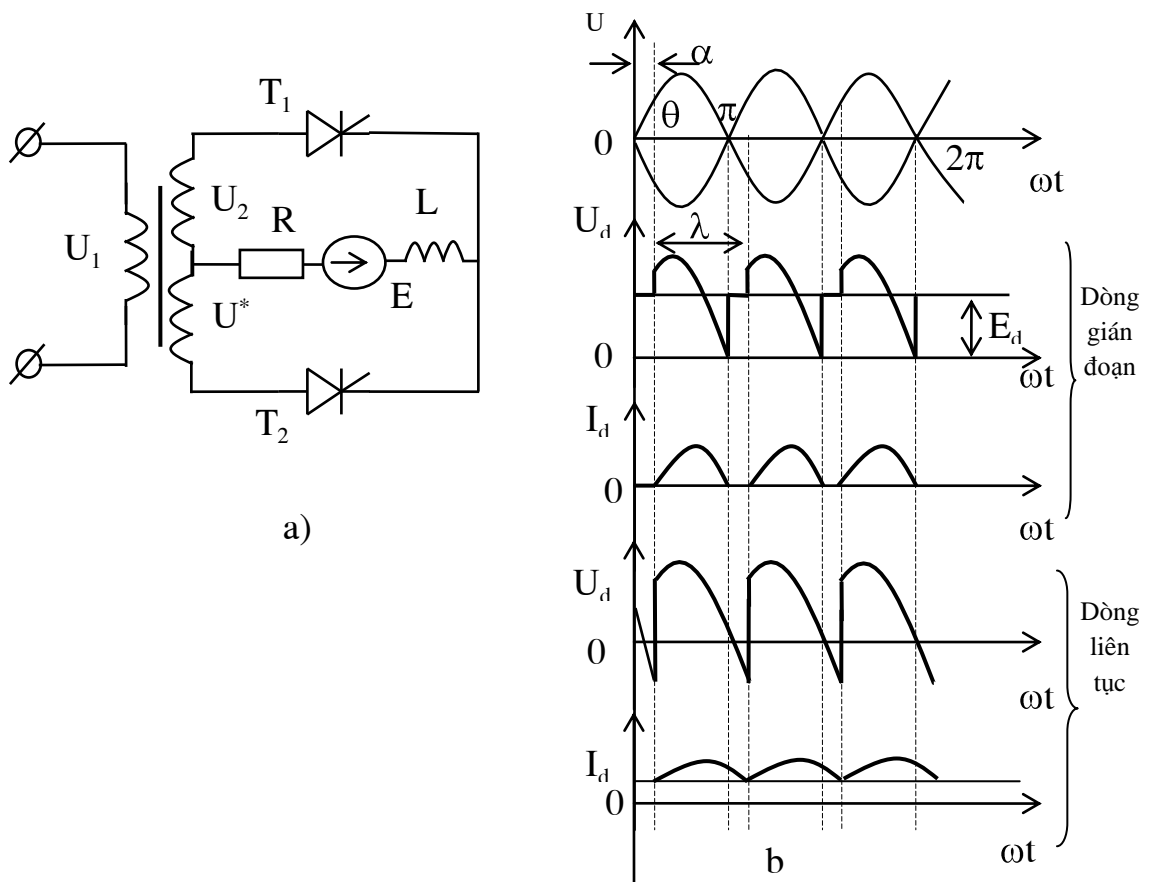 T1
U1
U2
R
L
U*
E
T2
a)
U
α
θ
π
0
2π
ωt
Ud
λ
Ed
0
ωt
Id
0
ωt
Dòng
gián
đoạn
Ud
0
ωt
Id
0
ωt
Dòng
liên
tục
b